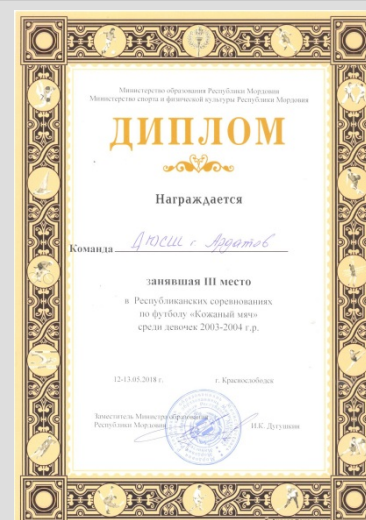 Министерство образования Республики Мордовия
Министерство спорта и физической культуры Республики Мордовия
ДИПЛОМ
Награждается
Команда ДЮСШ г. Ардатов
занявшая III место
в Республиканских соревнованиях
по футболу «Кожаный мяч»
среди девочек 2003-2004 г.р.
12-13.05.2018 г. г. Краснослободск
Заместитель Министра образования
Республики Мордовия